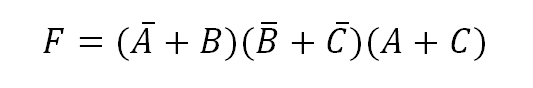 F = (Ā + B)(B̄ + C̄)(A + C)